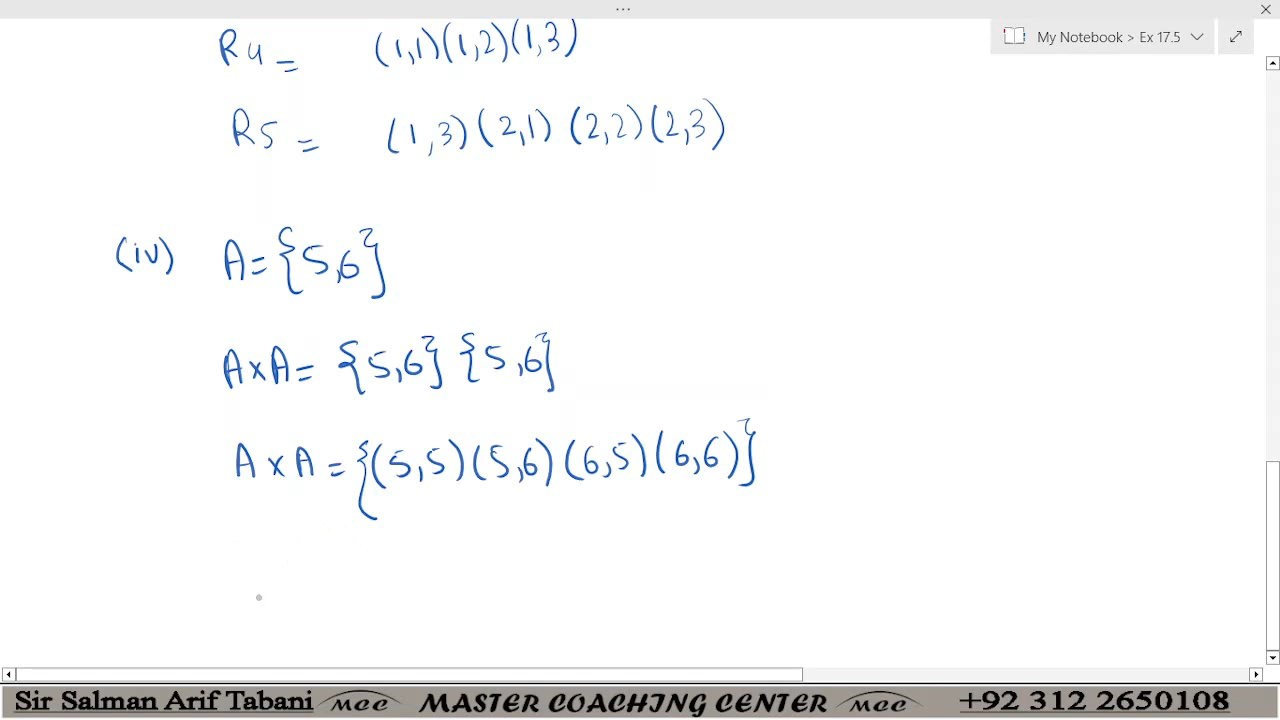 ...
My Notebook > Ex 17.5
R4 = (1,1)(1,2)(1,3)
R5 = (1,3)(2,1)(2,2)(2,3)
(iv) A={5,6}
A×A= {5,6} {5,6}
A×A={(5,5)(5,6)(6,5)(6,6)}
Sir Salman Arif Tabani mcc MASTER COACHING CENTER mcc +92 312 2650108